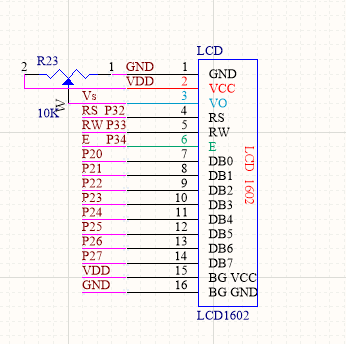 LCD
R23
2 1 GND 1 GND
VDD 2 VCC
Vs 3 VO
10K W RS P32 4 RS
RW P33 5 RW
E P34 6 E
P20 7 DB0
P21 8 DB1
P22 9 DB2
P23 10 DB3
P24 11 DB4
P25 12 DB5
P26 13 DB6
P27 14 DB7
VDD 15 BG VCC
GND 16 BG GND
LCD 1602
LCD1602